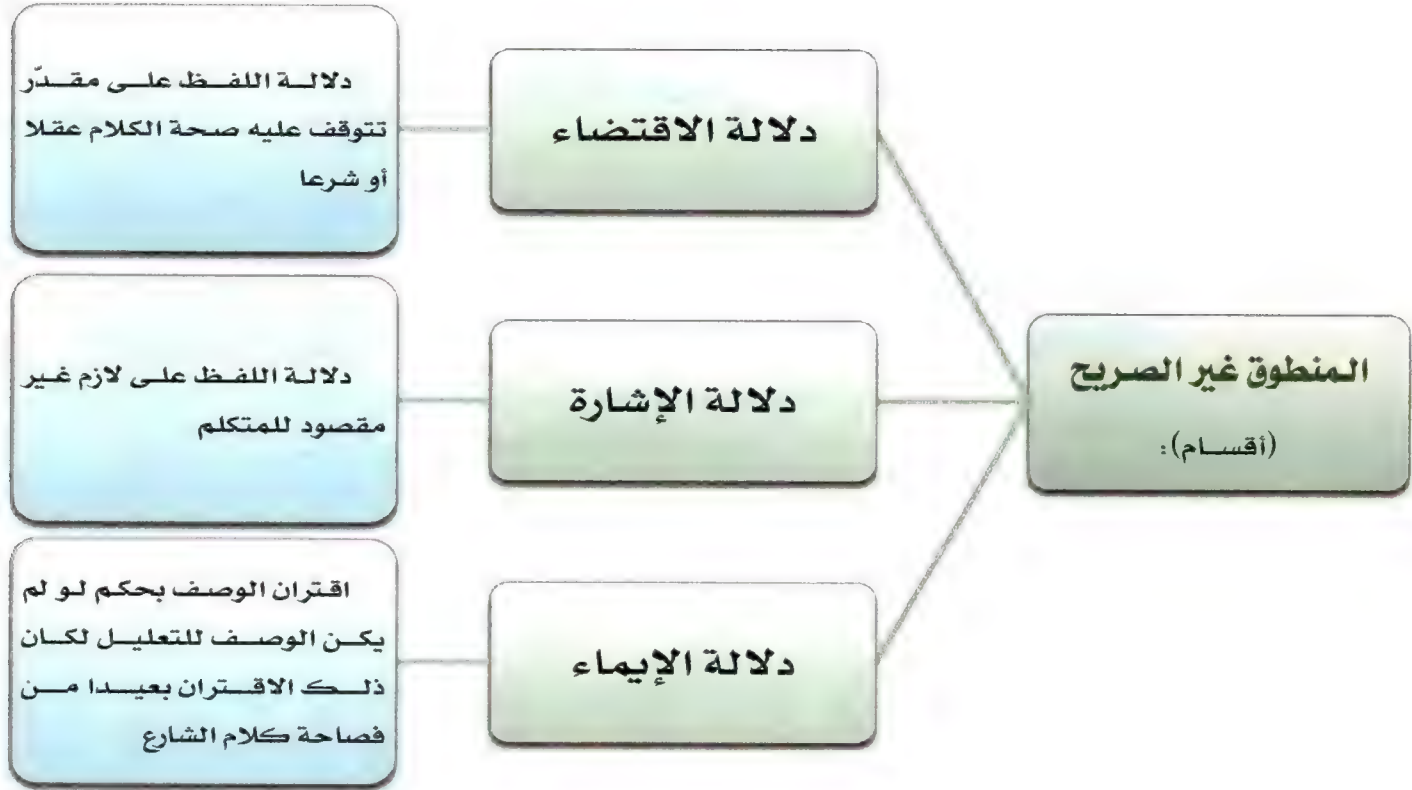 المنطوق غير الصريح
(أقسام):
دلالة الاقتضاء
دلالة اللفظ على مقدّر
تتوقف عليه صحة الكلام عقلا
أو شرعا
دلالة الإشارة
دلالة اللفظ على لازم غير
مقصود للمتكلم
دلالة الإيماء
اقتران الوصف بحكم لو لم
يكن الوصف للتعليل لكان
ذلك الاقتران بعيدا من
فصاحة كلام الشارع